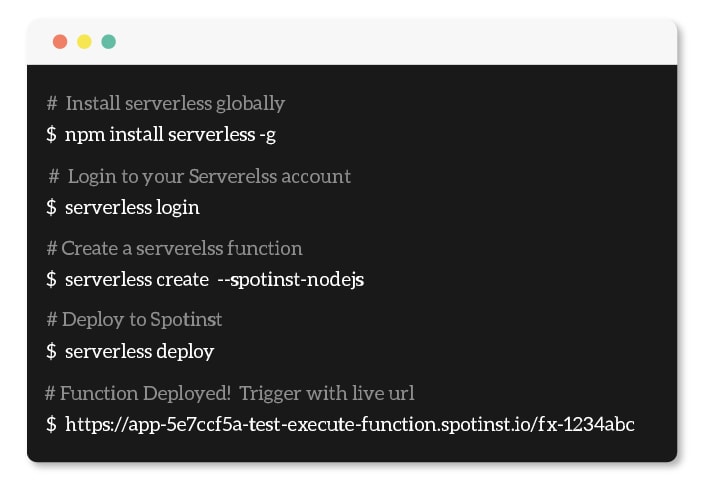 # Install serverless globally
$ npm install serverless -g
# Login to your Serverelss account
$ serverless login
# Create a serverelss function
$ serverless create --spotinst-nodejs
# Deploy to Spotinst
$ serverless deploy
# Function Deployed! Trigger with live url
$ https://app-5e7ccf5a-test-execute-function.spotinst.io/fx-1234abc